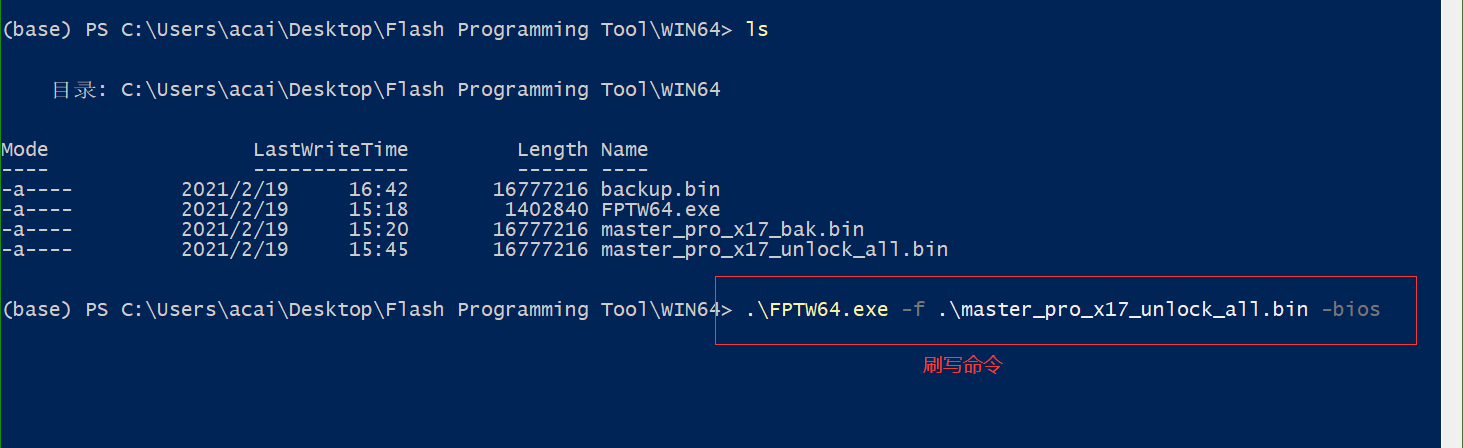 (base) PS C:\Users\acai\Desktop\Flash Programming Tool\WIN64> ls
目录: C:\Users\acai\Desktop\Flash Programming Tool\WIN64
Mode LastWriteTime Length Name
---- ------------- ------ ----
-a---- 2021/2/19 16:42 16777216 backup.bin
-a---- 2021/2/19 15:18 1402840 FPTW64.exe
-a---- 2021/2/19 15:20 16777216 master_pro_x17_bak.bin
-a---- 2021/2/19 15:45 16777216 master_pro_x17_unlock_all.bin
(base) PS C:\Users\acai\Desktop\Flash Programming Tool\WIN64> .\FPTW64.exe -f .\master_pro_x17_unlock_all.bin -bios
刷写命令